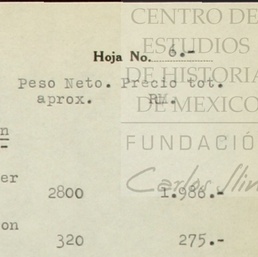 CENTRO DE
ESTUDIOS
Hoja No. 6.-
DE HISTORIA
Peso Neto. Precio tot.
aprox. RM.
DE MEXICO
n
FUNDACIÓ
er
Carlos Slim
2800 1.986.-
on
320 275.-